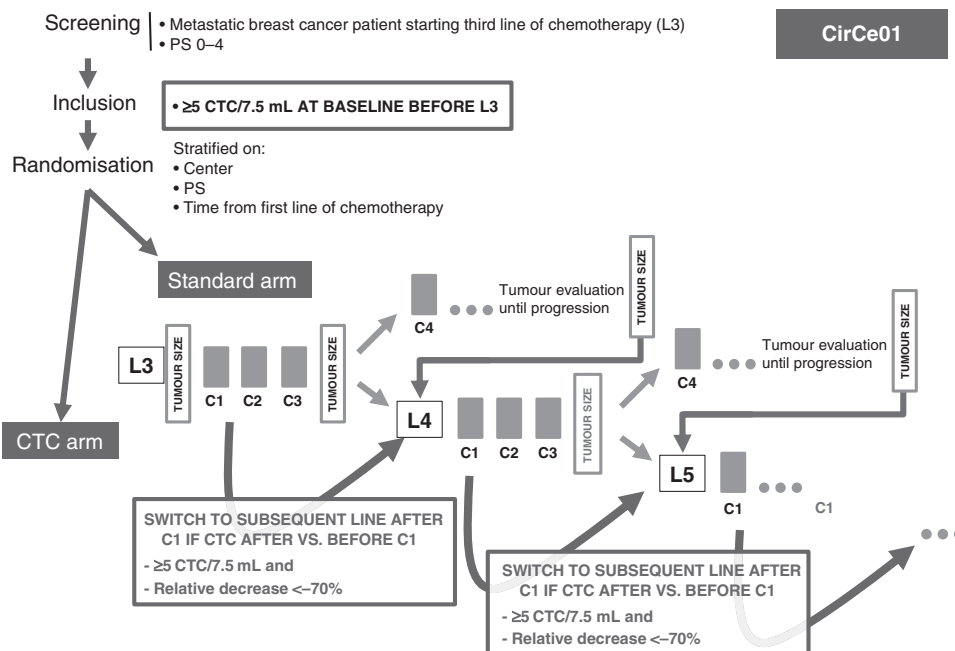 Screening
• Metastatic breast cancer patient starting third line of chemotherapy (L3)
• PS 0–4
CirCe01
Inclusion
• ≥5 CTC/7.5 mL AT BASELINE BEFORE L3
Randomisation
Stratified on:
• Center
• PS
• Time from first line of chemotherapy
Standard arm
CTC arm
L3
TUMOUR SIZE
C1
C2
C3
TUMOUR SIZE
C4
Tumour evaluation
until progression
TUMOUR SIZE
L4
C1
C2
C3
TUMOUR SIZE
C4
Tumour evaluation
until progression
TUMOUR SIZE
L5
C1
C1
SWITCH TO SUBSEQUENT LINE AFTER
C1 IF CTC AFTER VS. BEFORE C1
- ≥5 CTC/7.5 mL and
- Relative decrease <–70%
SWITCH TO SUBSEQUENT LINE AFTER
C1 IF CTC AFTER VS. BEFORE C1
- ≥5 CTC/7.5 mL and
- Relative decrease <–70%